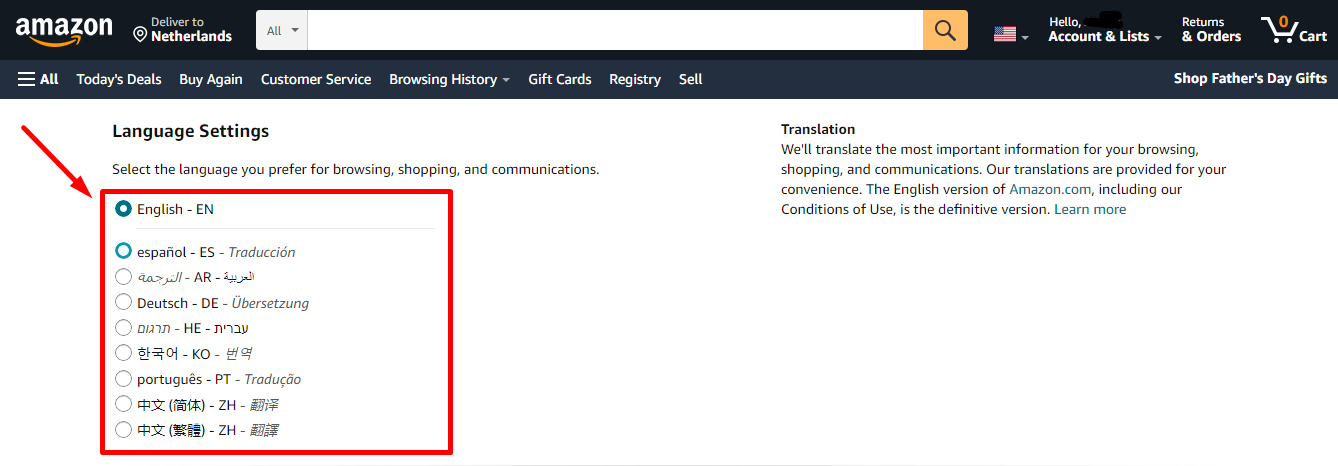 amazon
Deliver to
Netherlands
All
Hello,
Account & Lists
Returns
& Orders
0
Cart
All Today's Deals Buy Again Customer Service Browsing History Gift Cards Registry Sell Shop Father's Day Gifts
Language Settings
Select the language you prefer for browsing, shopping, and communications.
English - EN
español - ES - Traducción
العربية - AR - الترجمة
Deutsch - DE - Übersetzung
עברית - HE - תרגום
한국어 - KO - 번역
português - PT - Tradução
中文 (简体) - ZH - 翻译
中文 (繁體) - ZH - 翻譯
Translation
We'll translate the most important information for your browsing,
shopping, and communications. Our translations are provided for your
convenience. The English version of Amazon.com, including our
Conditions of Use, is the definitive version. Learn more